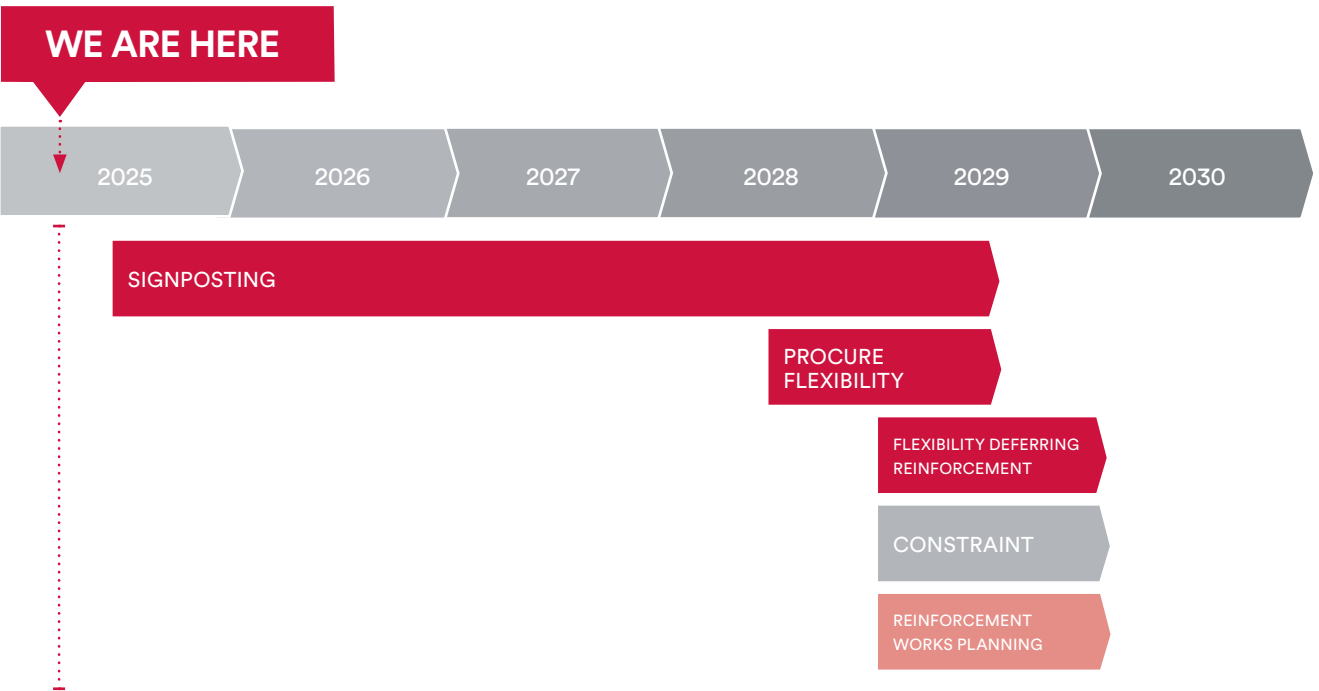 WE ARE HERE
2025
2026
2027
2028
2029
2030
SIGNPOSTING
PROCURE
FLEXIBILITY
FLEXIBILITY DEFERRING
REINFORCEMENT
CONSTRAINT
REINFORCEMENT
WORKS PLANNING